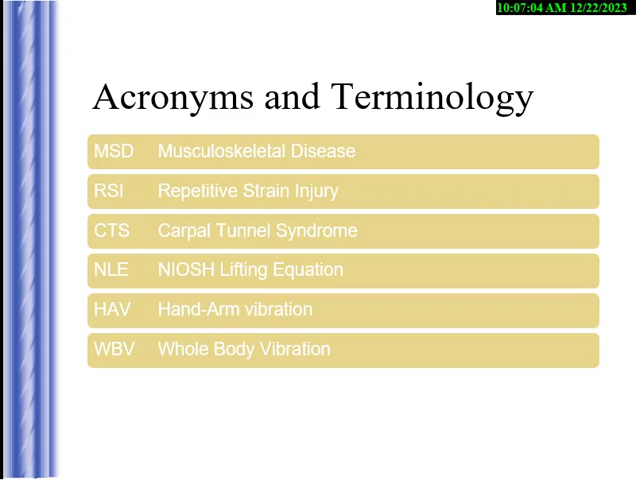 10:07:04 AM 12/22/2023
Acronyms and Terminology
MSD Musculoskeletal Disease
RSI Repetitive Strain Injury
CTS Carpal Tunnel Syndrome
NLE NIOSH Lifting Equation
HAV Hand-Arm vibration
WBV Whole Body Vibration